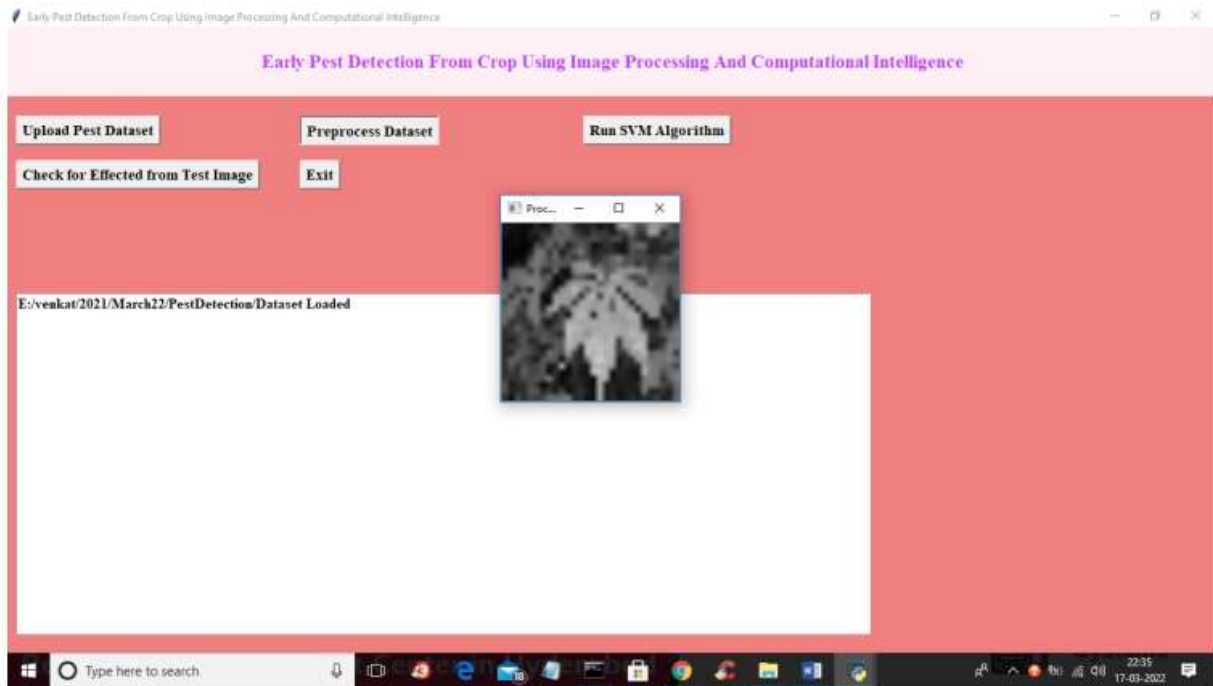 Early Pest Detection From Crop Using Image Processing And Computational Intelligence
Early Pest Detection From Crop Using Image Processing And Computational Intelligence
Upload Pest Dataset
Preprocess Dataset
Run SVM Algorithm
Check for Effected from Test Image
Exit
Proc...
E:/venkat/2021/March22/PestDetection/Dataset Loaded
Type here to search
18
22:35
17-03-2022